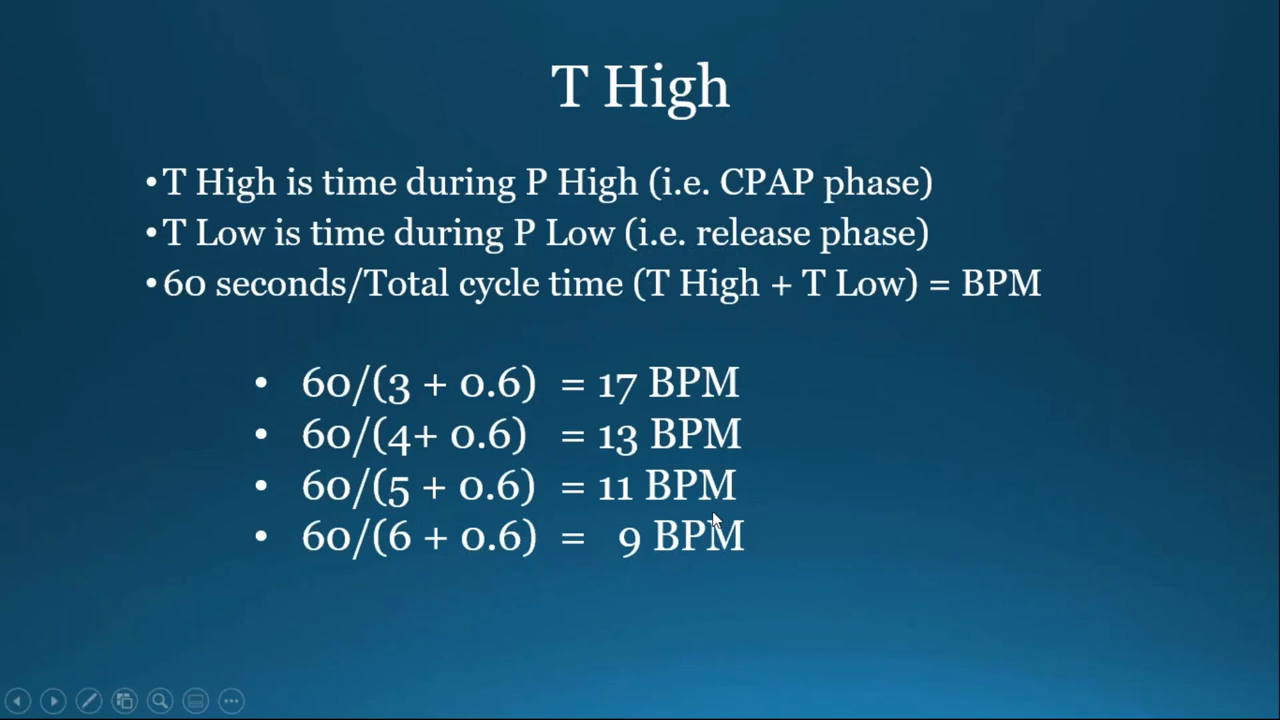 T High
•T High is time during P High (i.e. CPAP phase)
•T Low is time during P Low (i.e. release phase)
•60 seconds/Total cycle time (T High + T Low) = BPM
• 60/(3 + 0.6) = 17 BPM
• 60/(4+ 0.6) = 13 BPM
• 60/(5 + 0.6) = 11 BPM
• 60/(6 + 0.6) = 9 BPM